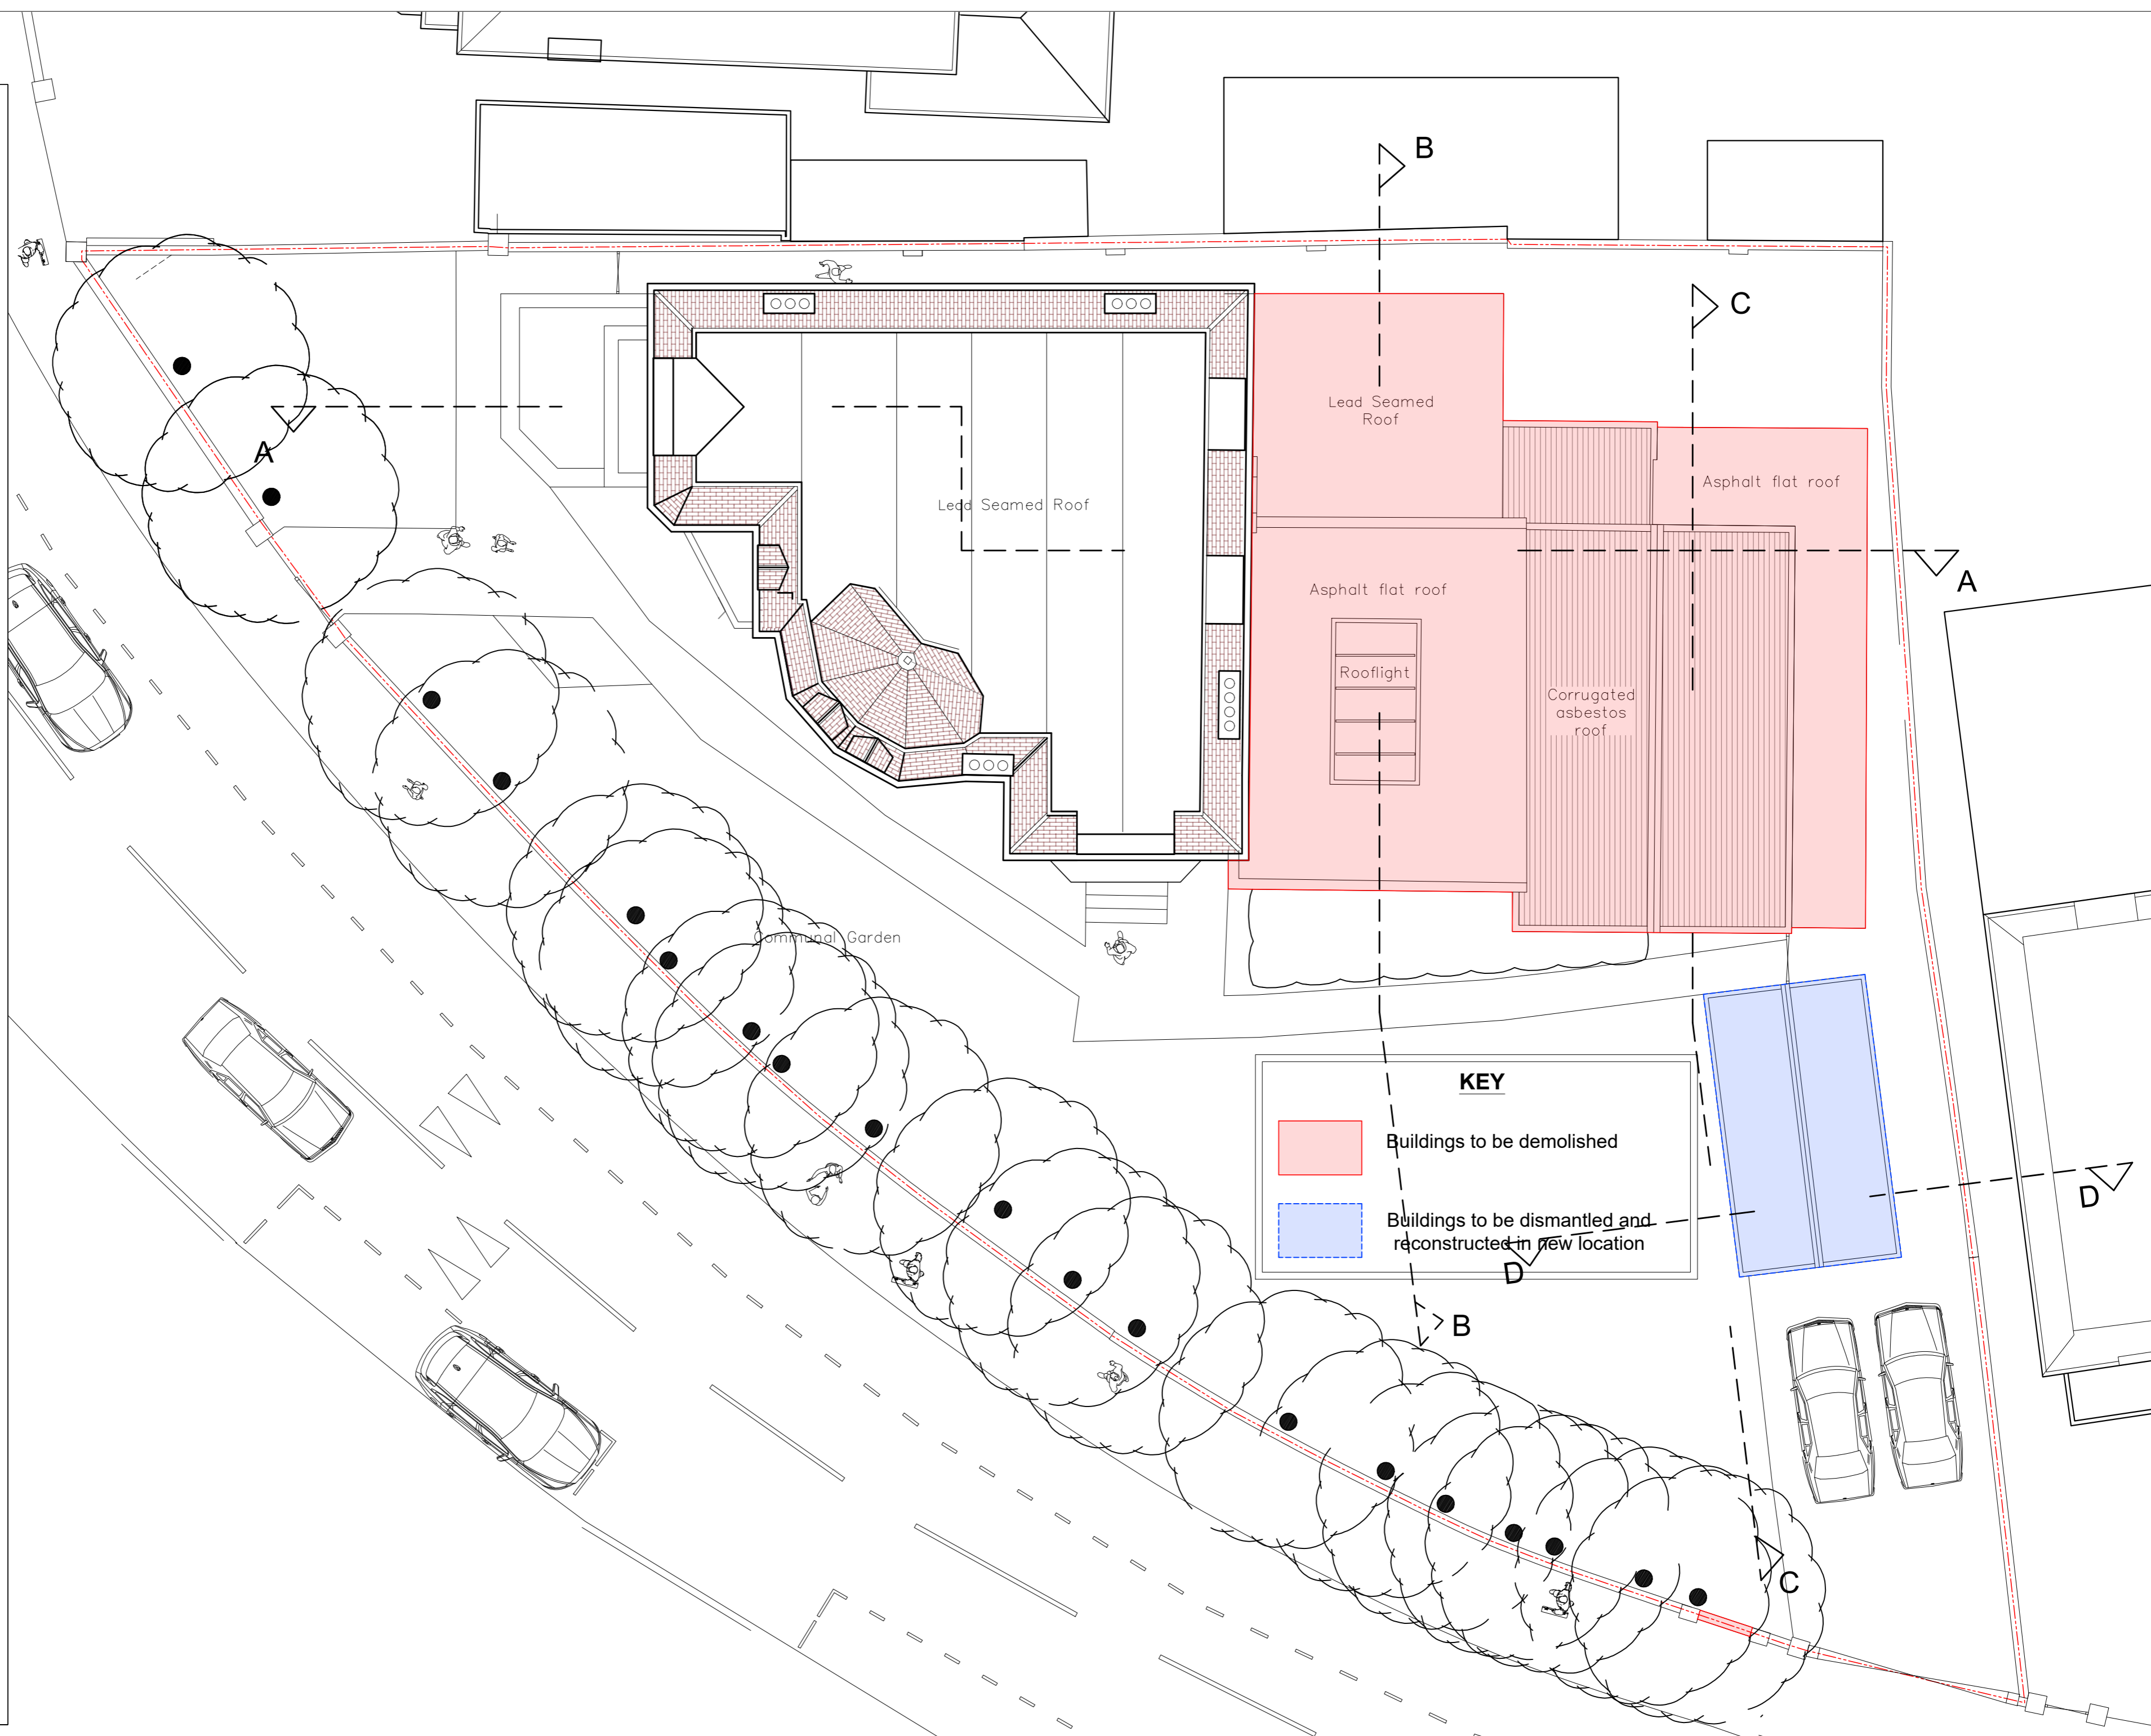 B
C
Lead Seamed
Roof
A
Asphalt flat roof
Lead Seamed Roof
A
Asphalt flat roof
Rooflight
Corrugated
asbestos
roof
Communal Garden
KEY
Buildings to be demolished
Buildings to be dismantled and
reconstructed in new location
D
D
B
C